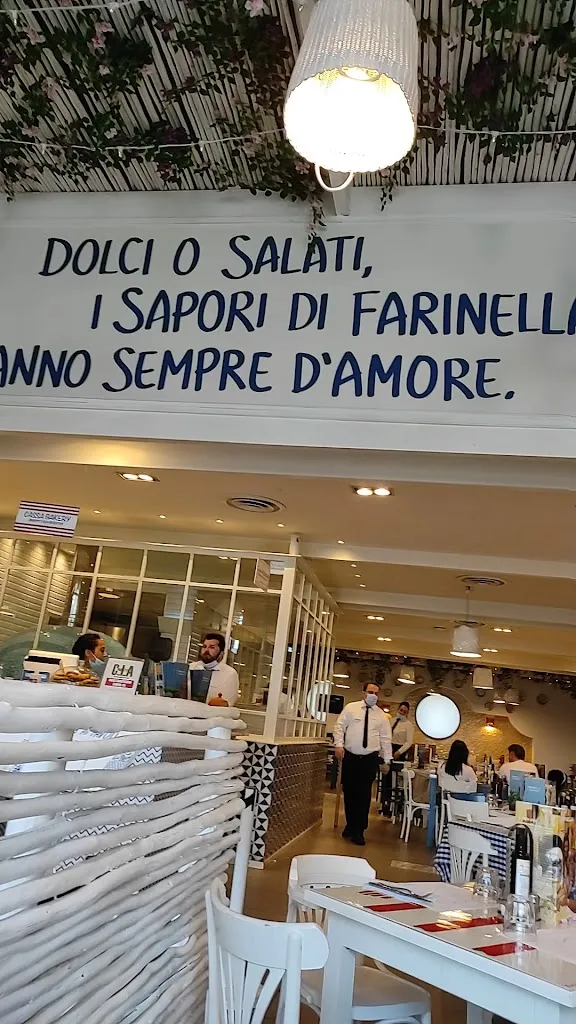 DOLCI O SALATI,
I SAPORI DI FARINELLA
ANNO SEMPRE D'AMORE.
CASSA BAKERY